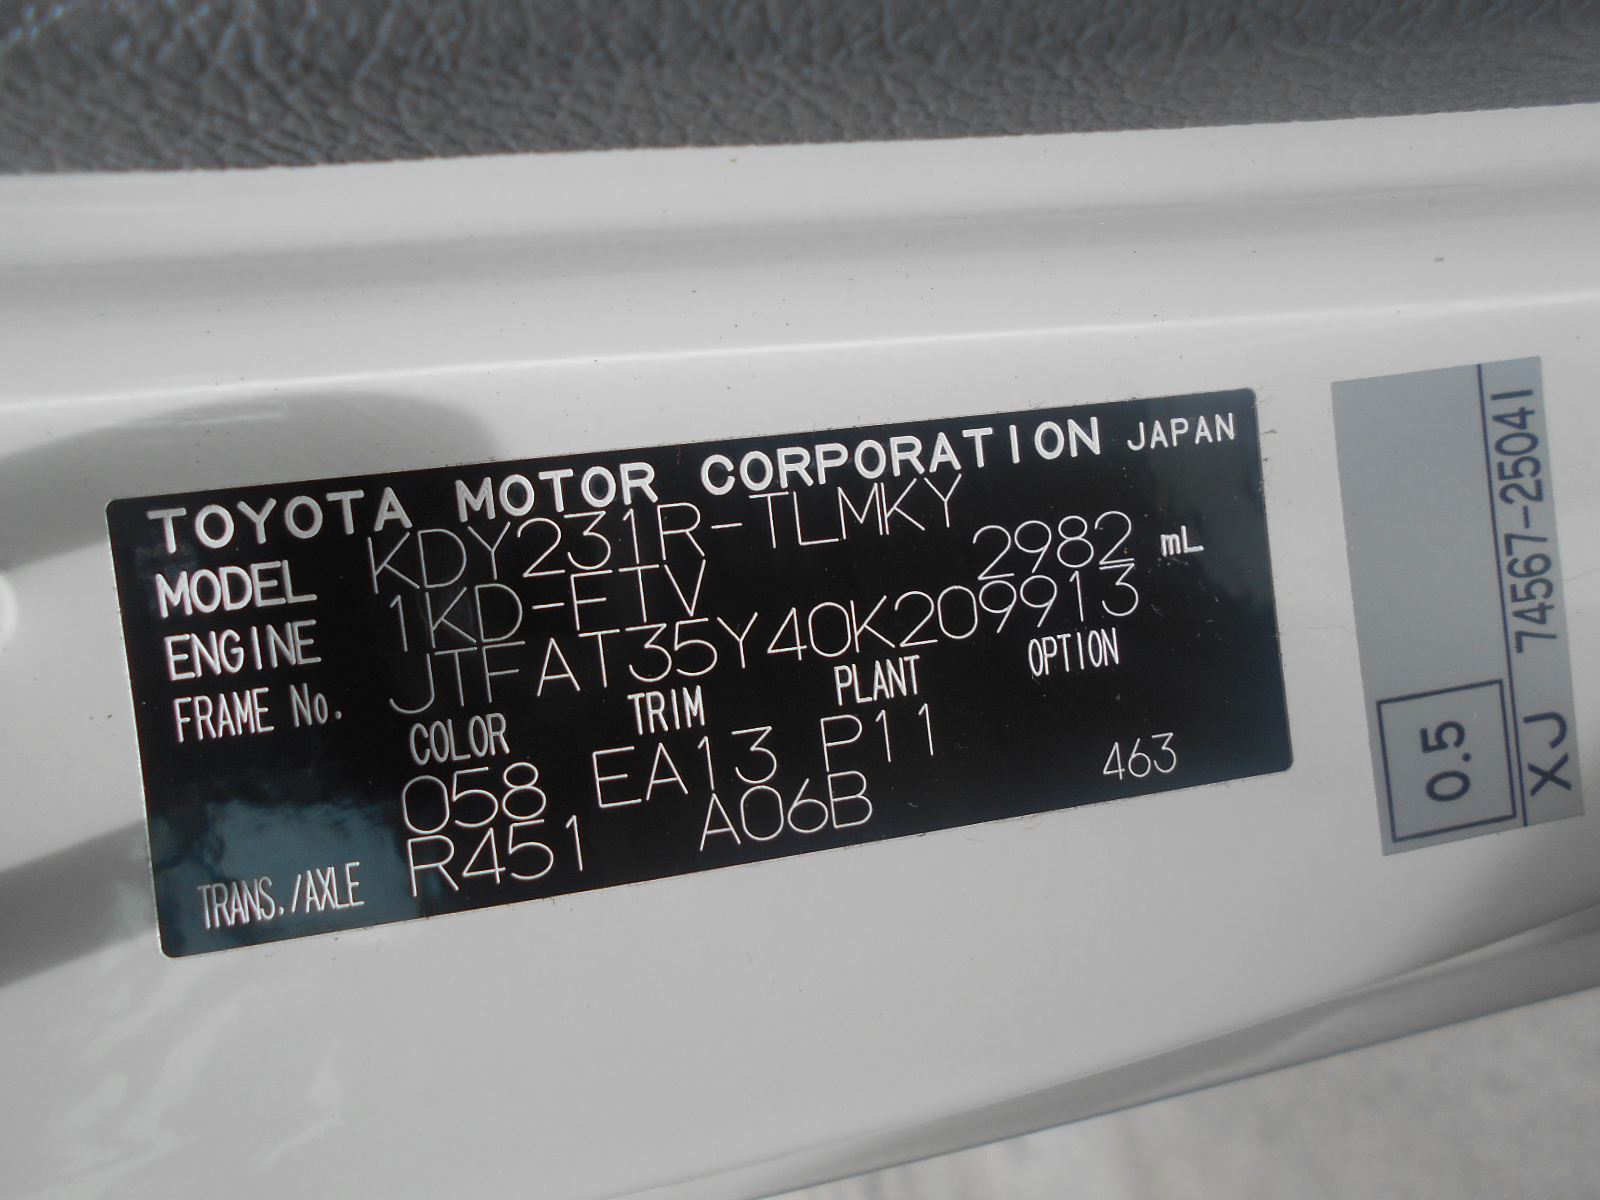 TOYOTA MOTOR CORPORATION JAPAN
MODEL KDY231R-TLMKY
ENGINE 1KD-FTV 2982 mL
FRAME No. JTFAT35Y40K209913
COLOR TRIM PLANT OPTION
058 EA13 P11
TRANS./AXLE R451 A06B 463
74567-25041
XJ
0.5